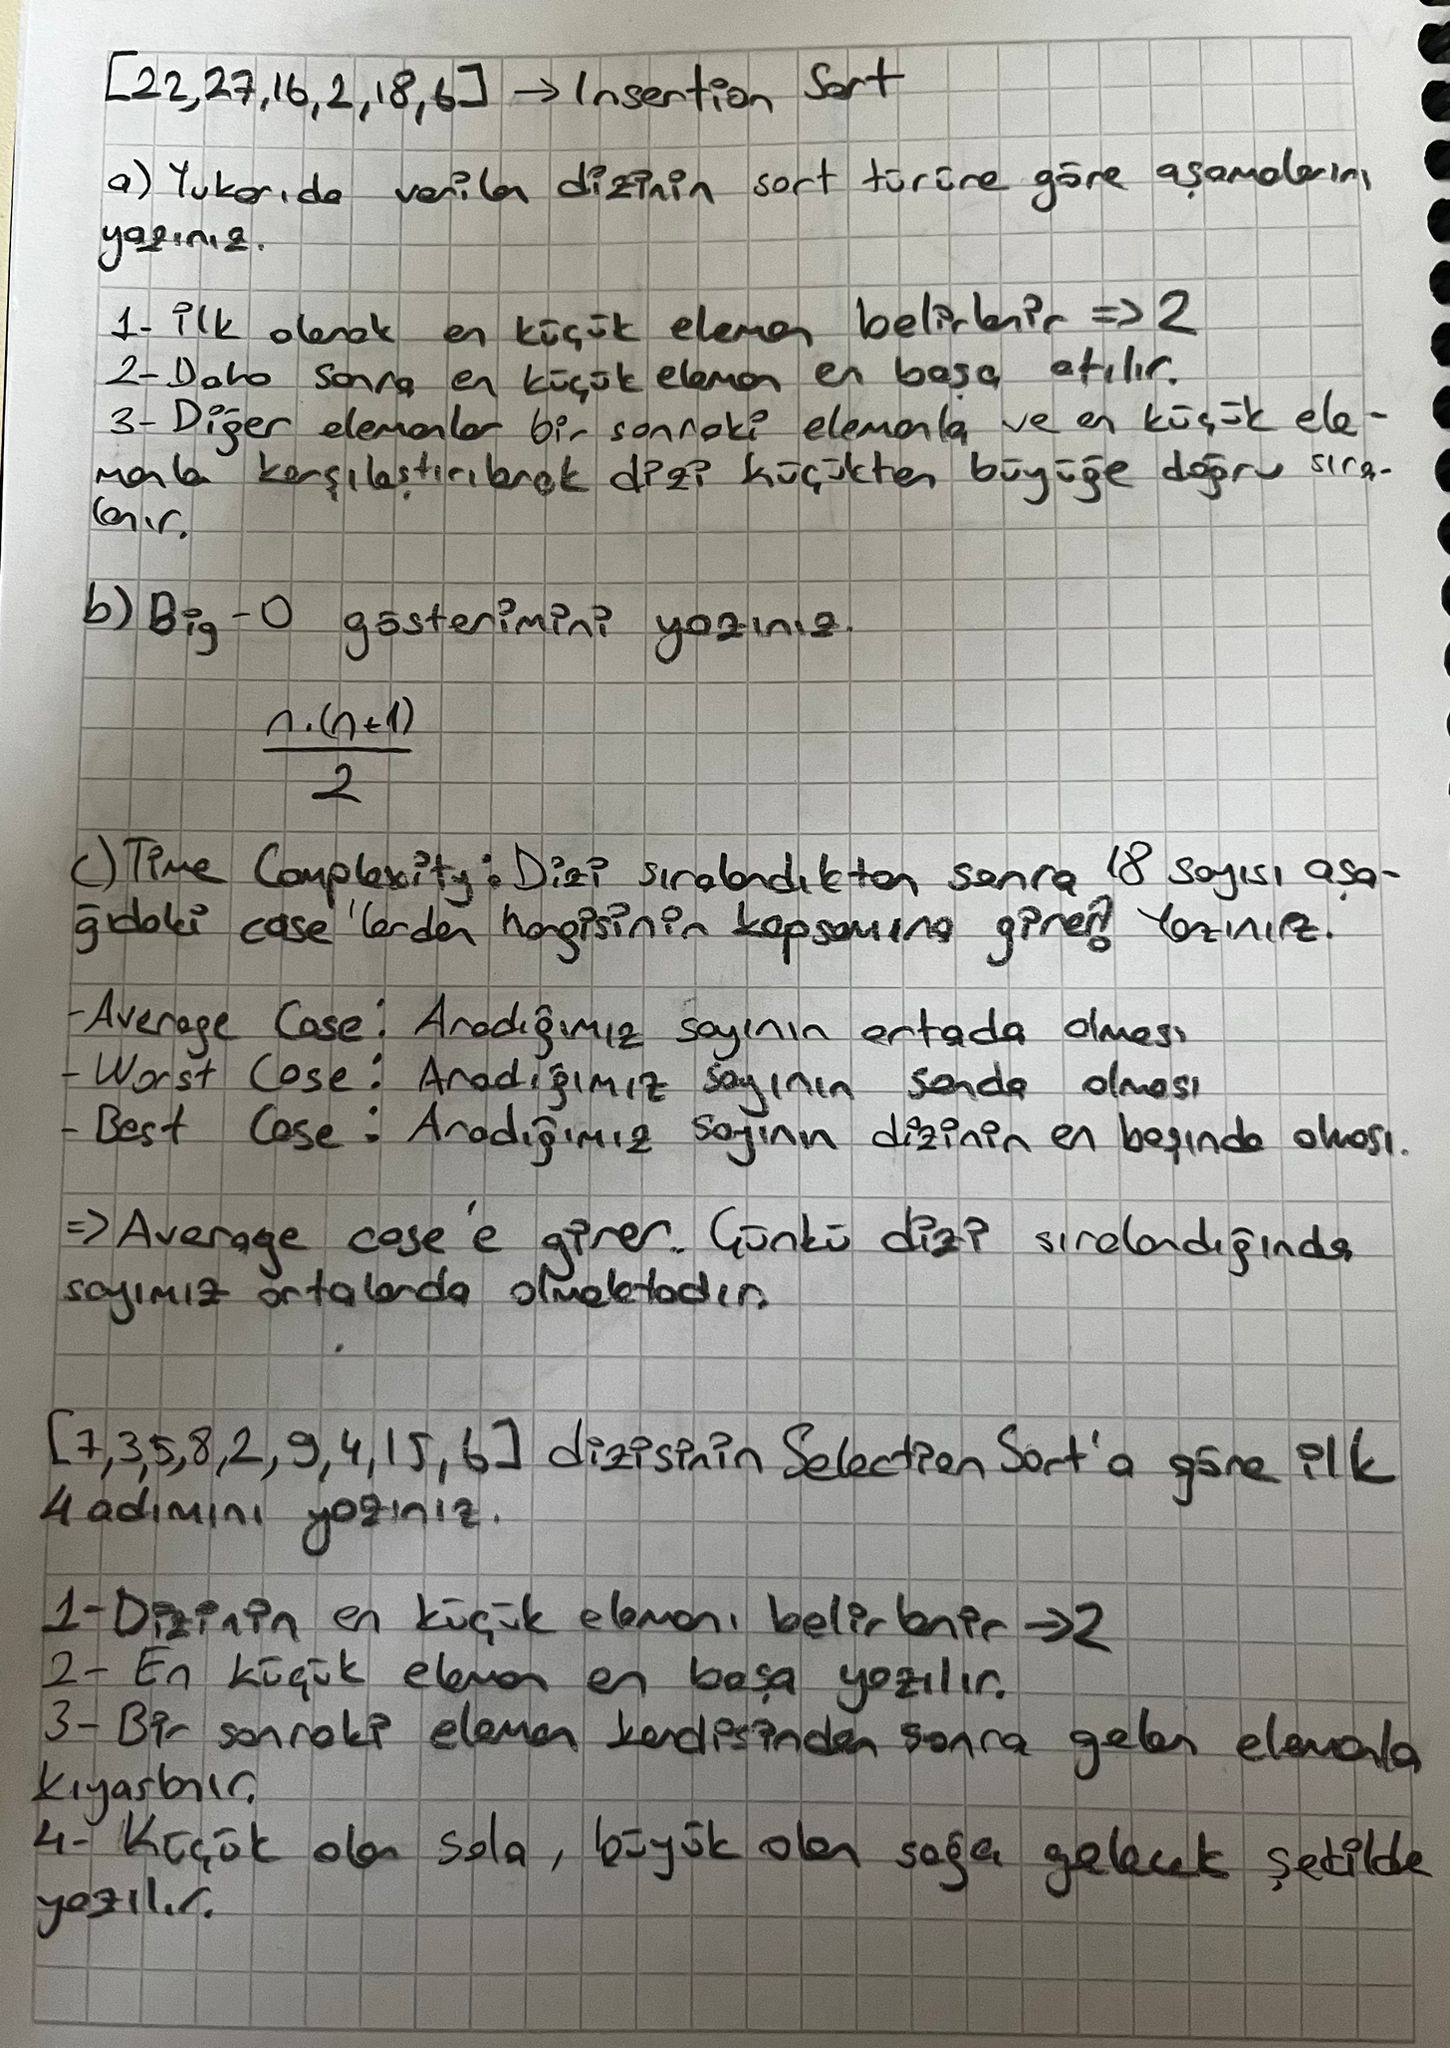 [22,27,16,2,18,6] → Insertion Sort
a) Yukarıda verilen dizinin sort türüne göre aşamalarını
yazınız.
1- İlk olarak en küçük eleman belirlenir => 2
2- Daha sonra en küçük eleman en başa atılır.
3- Diğer elemanlar bir sonraki elemanla ve en küçük ele-
manla karşılaştırılarak dizi küçükten büyüğe doğru sıra-
lanır.
b) Big-O gösterimini yazınız.
n.(n+1)
2
c) Time Complexity: Dizi sıralandıktan sonra 18 sayısı aşa-
ğıdaki case'lerden hangisinin kapsamına girer? Yazınız.
- Average Case: Aradığımız sayının ortada olması
- Worst Case: Aradığımız sayının sonda olması
- Best Case: Aradığımız sayının dizinin en başında olması.
=> Average case'e girer. Çünkü dizi sıralandığında
sayımız ortalarda olmaktadır.
[7,3,5,8,2,9,4,15,6] dizisinin Selection Sort'a göre ilk
4 adımını yazınız.
1- Dizinin en küçük elemanı belirlenir → 2
2- En küçük eleman en başa yazılır.
3- Bir sonraki eleman kendisinden sonra gelen elemanla
kıyaslanır.
4- Küçük olan sola, büyük olan sağa gelecek şekilde
yazılır.